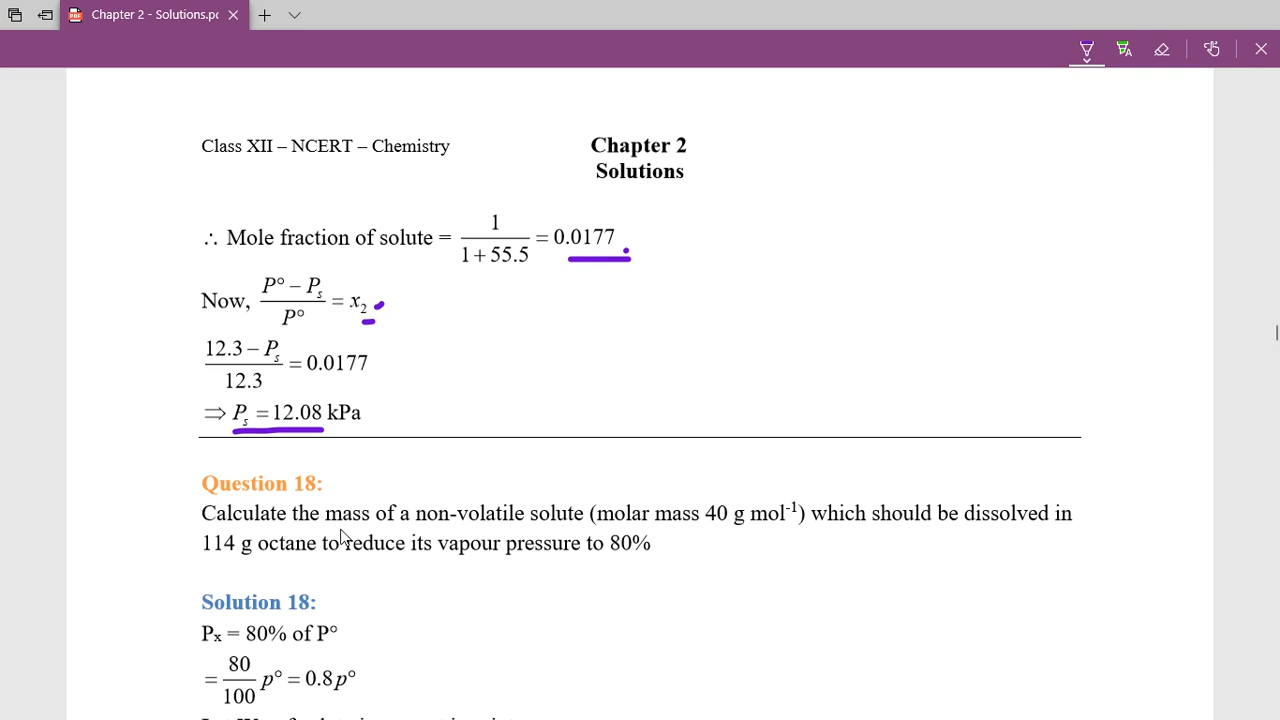 Chapter 2 - Solutions.pc
Class XII – NCERT – Chemistry
Chapter 2
Solutions
∴ Mole fraction of solute = 1/(1+55.5) = 0.0177
Now, (P° – Pₛ)/P° = x₂
(12.3 – Pₛ)/12.3 = 0.0177
⇒ Pₛ = 12.08 kPa
Question 18:
Calculate the mass of a non-volatile solute (molar mass 40 g mol⁻¹) which should be dissolved in
114 g octane to reduce its vapour pressure to 80%
Solution 18:
Pₓ = 80% of P°
= 80/100 p° = 0.8 p°